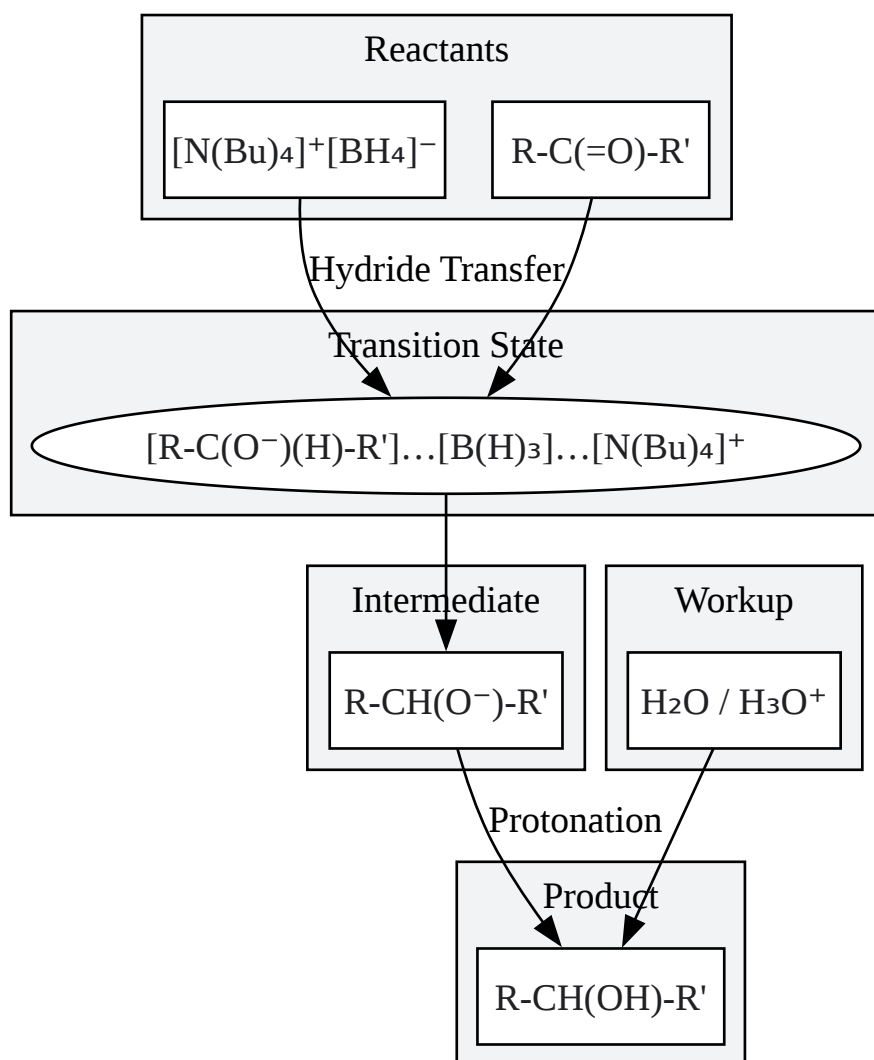 Reactants
[N(Bu)₄]⁺[BH₄]⁻
R-C(=O)-R'
Hydride Transfer
Transition State
[R-C(O⁻)(H)-R']…[B(H)₃]…[N(Bu)₄]⁺
Intermediate
Workup
R-CH(O⁻)-R'
H₂O / H₃O⁺
Protonation
Product
R-CH(OH)-R'